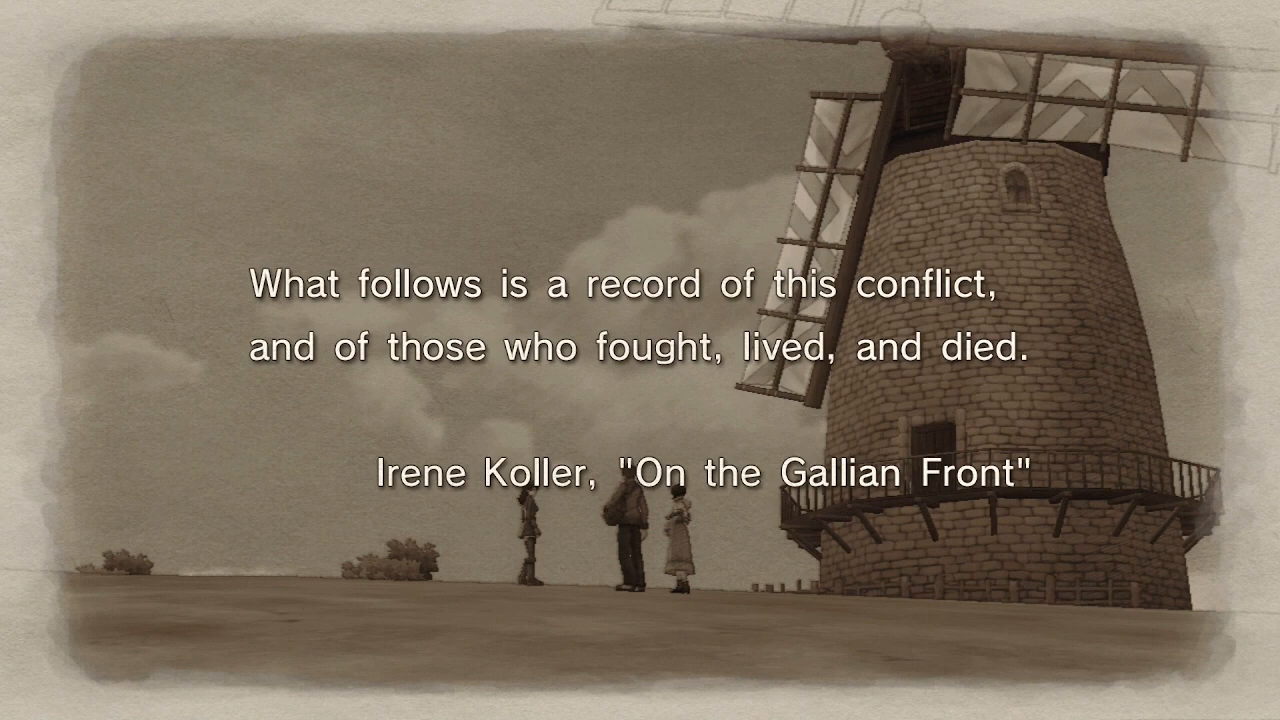 What follows is a record of this conflict,
and of those who fought, lived, and died.
Irene Koller, "On the Gallian Front"